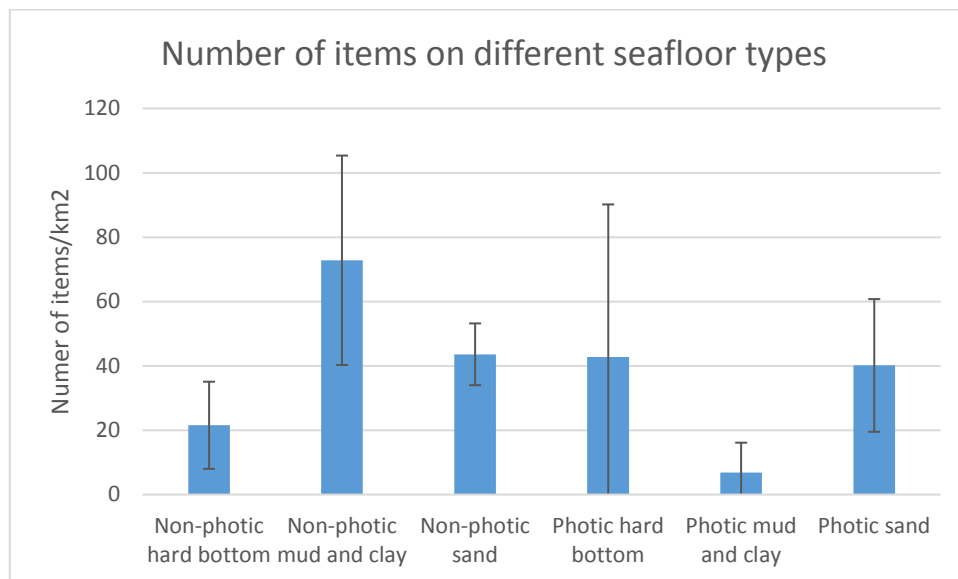 Number of items on different seafloor types
Numer of items/km2
120
100
80
60
40
20
0
Non-photic hard bottom
Non-photic mud and clay
Non-photic sand
Photic hard bottom
Photic mud and clay
Photic sand